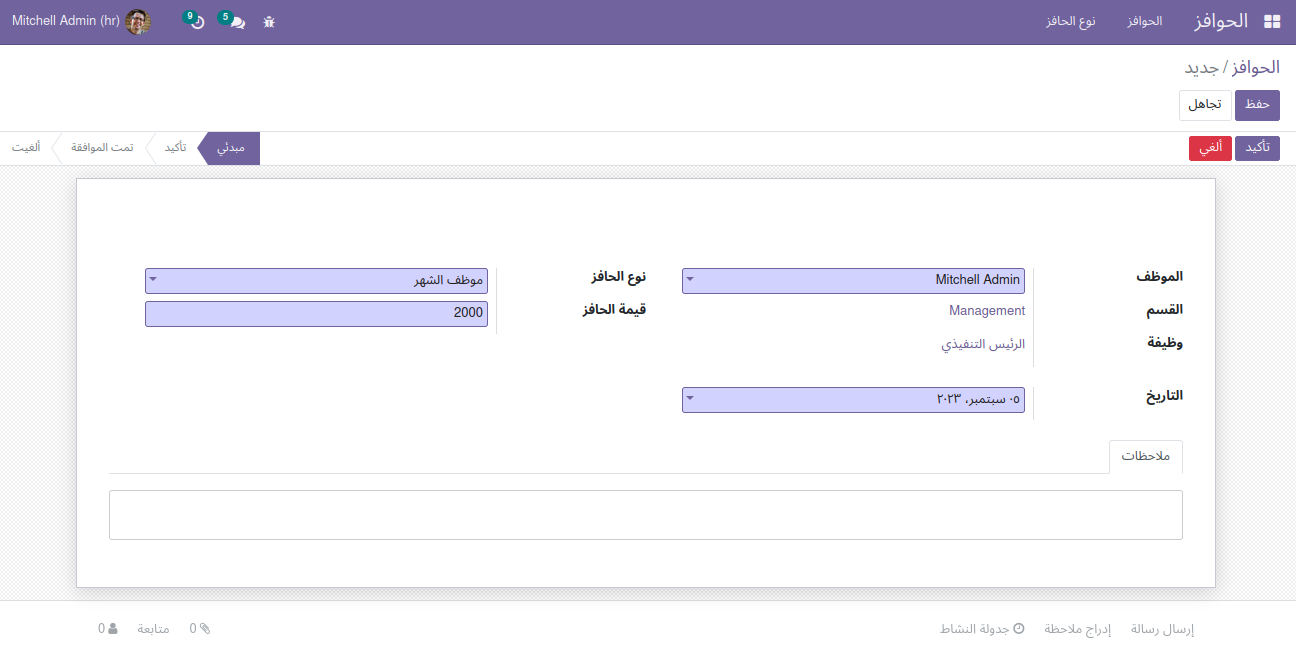 الحوافز الحوافز نوع الحافز 5 9 Mitchell Admin (hr)
الحوافز / جديد
حفظ تجاهل
تأكيد ألغي مبدئي تأكيد تمت الموافقة ألغيت
الموظف Mitchell Admin نوع الحافز موظف الشهر
القسم Management قيمة الحافز 2000
وظيفة الرئيس التنفيذي
التاريخ ٠٥ سبتمبر، ٢٠٢٣
ملاحظات
إرسال رسالة إدراج ملاحظة جدولة النشاط 0 متابعة 0